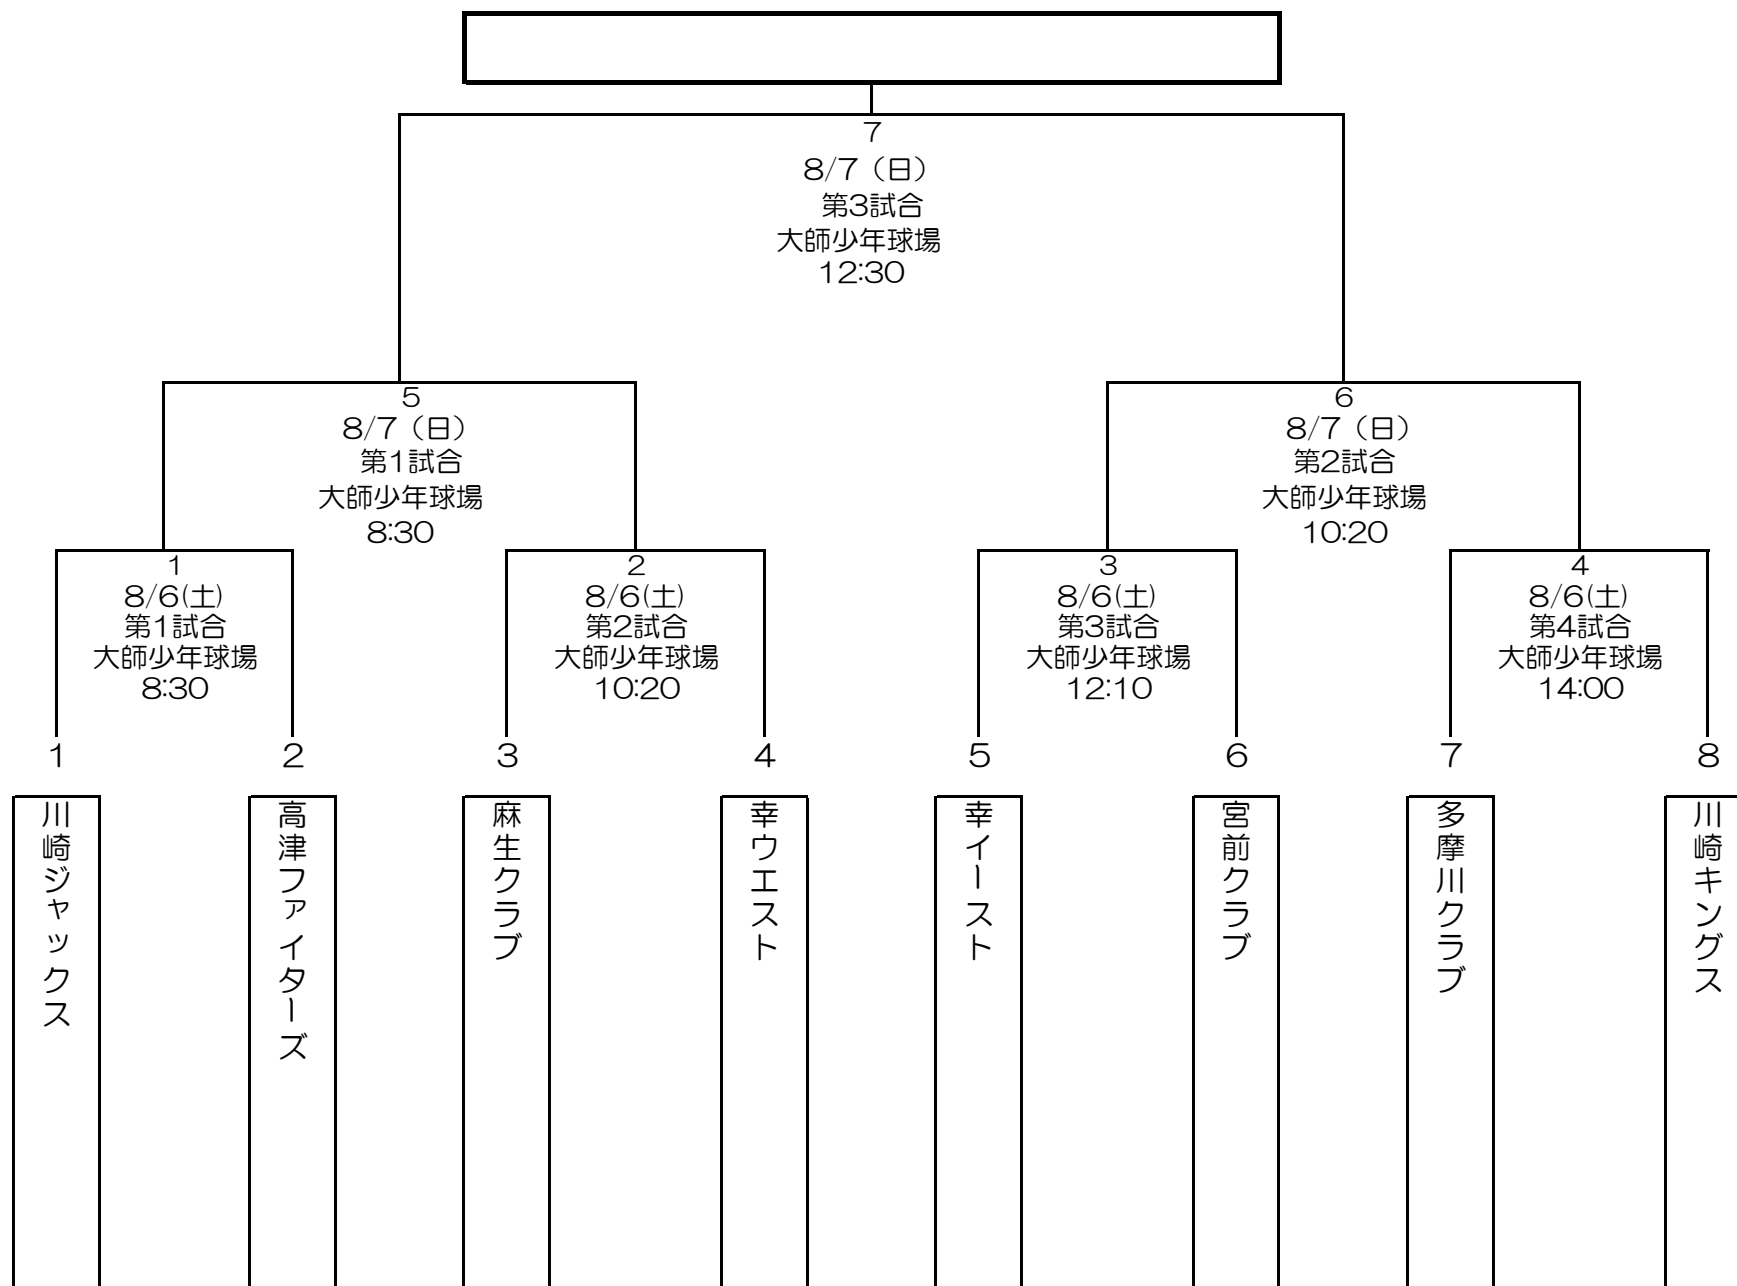 7
8/7（日）
第3試合
大師少年球場
12:30
5
8/7（日）
第1試合
大師少年球場
8:30
6
8/7（日）
第2試合
大師少年球場
10:20
1
8/6(土)
第1試合
大師少年球場
8:30
2
8/6(土)
第2試合
大師少年球場
10:20
3
8/6(土)
第3試合
大師少年球場
12:10
4
8/6(土)
第4試合
大師少年球場
14:00
1
2
3
4
5
6
7
8
川崎ジャックス
高津ファイターズ
麻生クラブ
幸ウエスト
幸イースト
宮前クラブ
多摩川クラブ
川崎キングス